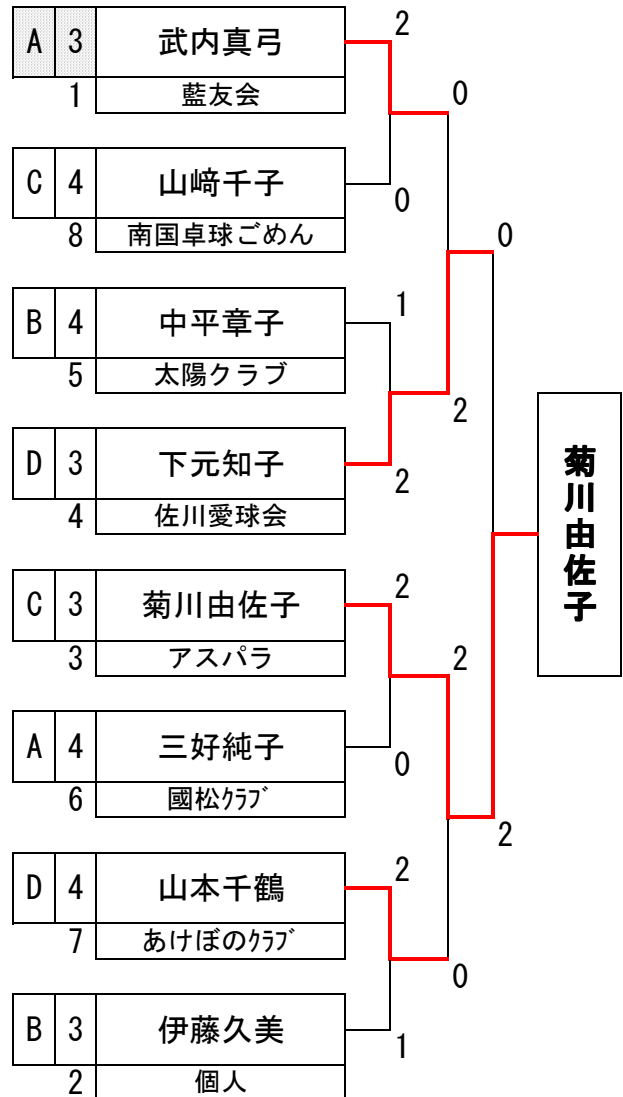 A 3 武内真弓 2
1 藍友会 0
C 4 山﨑千子 0
8 南国卓球ごめん 0
B 4 中平章子 1
5 太陽クラブ 2
D 3 下元知子 2
4 佐川愛球会
菊川由佐子
C 3 菊川由佐子 2
3 アスパラ 2
A 4 三好純子 0
6 國松ｸﾗﾌﾞ 2
D 4 山本千鶴 2
7 あけぼのｸﾗﾌﾞ 0
B 3 伊藤久美 1
2 個人